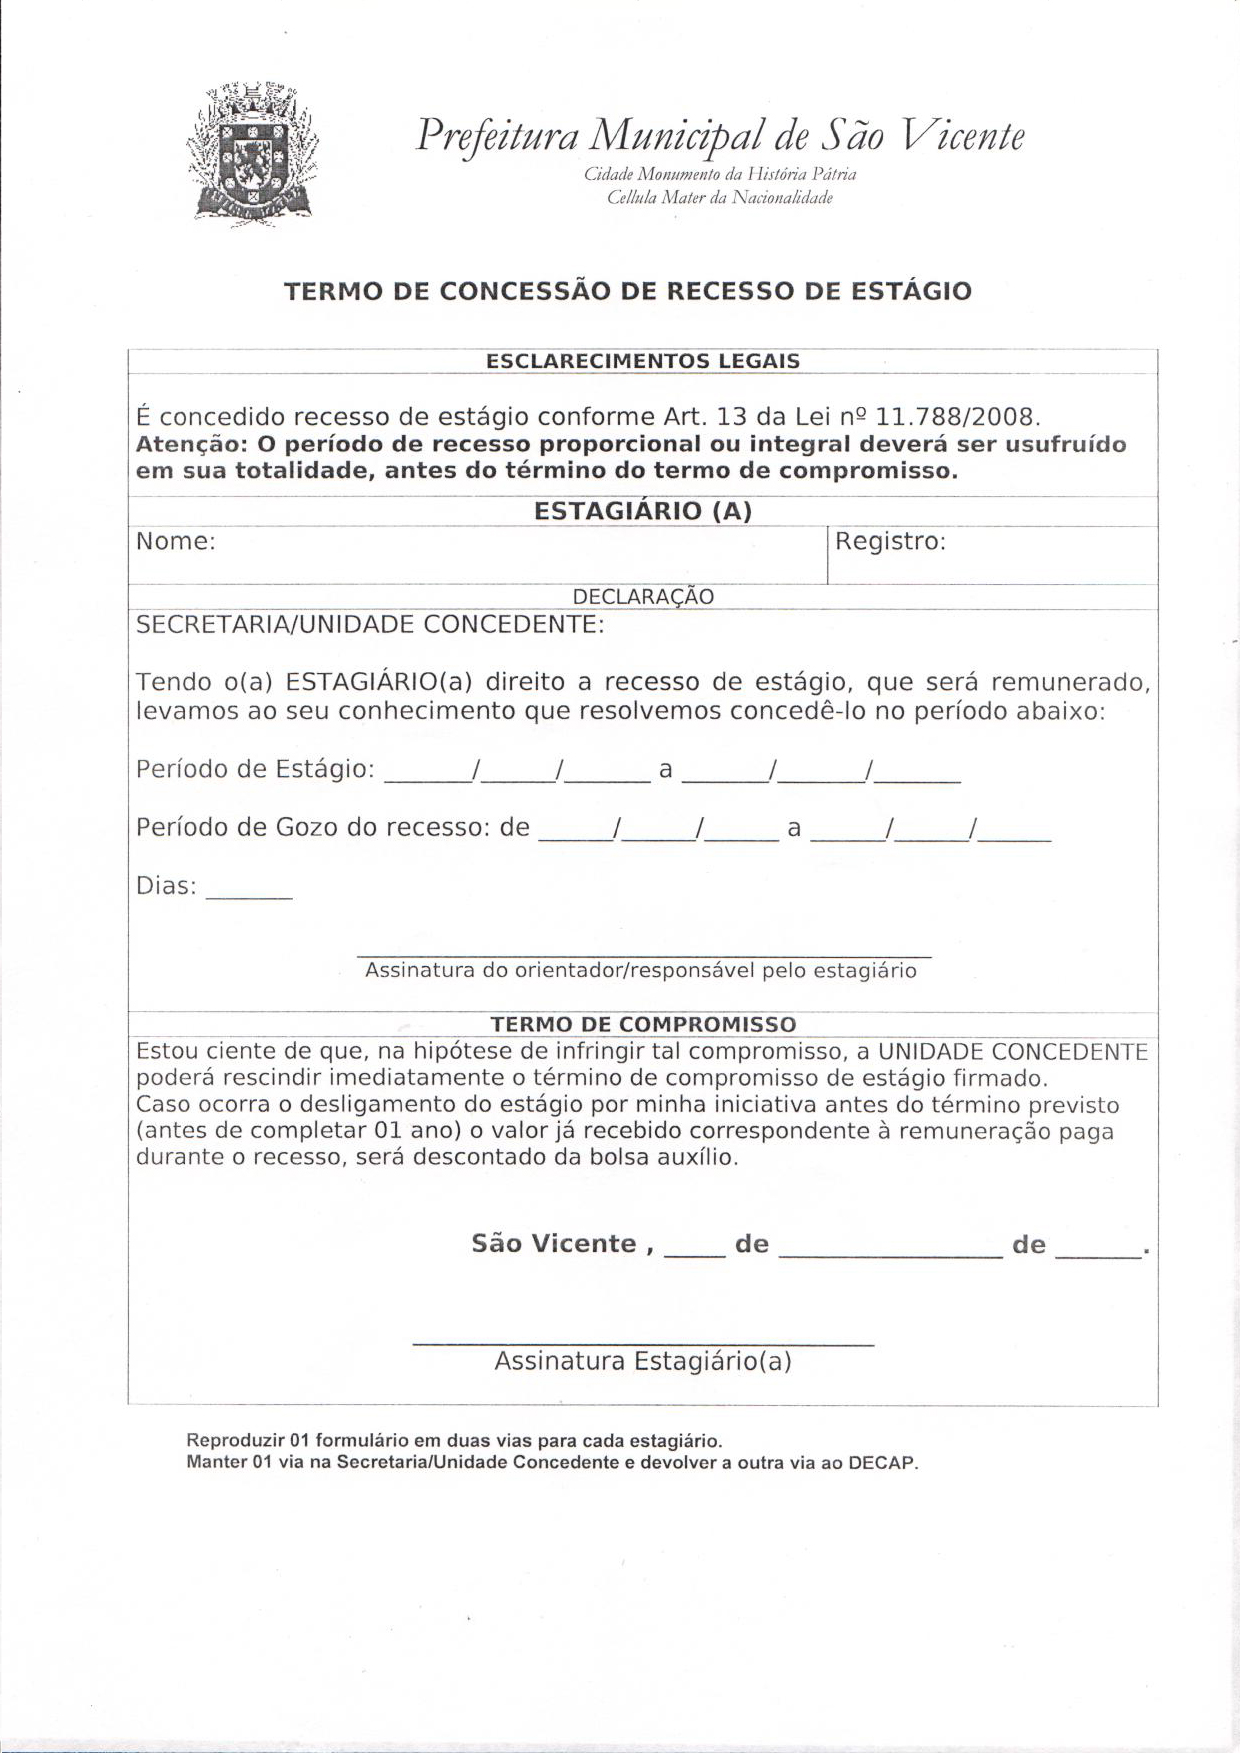 Prefeitura Municipal de São Vicente
Cidade Monumento da História Pátria
Cellula Mater da Nacionalidade
TERMO DE CONCESSÃO DE RECESSO DE ESTÁGIO
ESCLARECIMENTOS LEGAIS
É concedido recesso de estágio conforme Art. 13 da Lei nº 11.788/2008.
Atenção: O período de recesso proporcional ou integral deverá ser usufruído
em sua totalidade, antes do término do termo de compromisso.
ESTAGIÁRIO (A)
Nome: Registro:
DECLARAÇÃO
SECRETARIA/UNIDADE CONCEDENTE:
Tendo o(a) ESTAGIÁRIO(a) direito a recesso de estágio, que será remunerado,
levamos ao seu conhecimento que resolvemos concedê-lo no período abaixo:
Período de Estágio: ______/_____/______ a ______/______/______
Período de Gozo do recesso: de _____/_____/_____ a _____/_____/_____
Dias: ______
Assinatura do orientador/responsável pelo estagiário
TERMO DE COMPROMISSO
Estou ciente de que, na hipótese de infringir tal compromisso, a UNIDADE CONCEDENTE
poderá rescindir imediatamente o término de compromisso de estágio firmado.
Caso ocorra o desligamento do estágio por minha iniciativa antes do término previsto
(antes de completar 01 ano) o valor já recebido correspondente à remuneração paga
durante o recesso, será descontado da bolsa auxílio.
São Vicente , ____ de ________________ de ______.
Assinatura Estagiário(a)
Reproduzir 01 formulário em duas vias para cada estagiário.
Manter 01 via na Secretaria/Unidade Concedente e devolver a outra via ao DECAP.